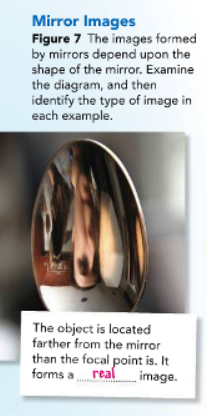 Mirror Images
Figure 7 The images formed
by mirrors depend upon the
shape of the mirror. Examine
the diagram, and then
identify the type of image in
each example.
The object is located
farther from the mirror
than the focal point is. It
forms a real image.